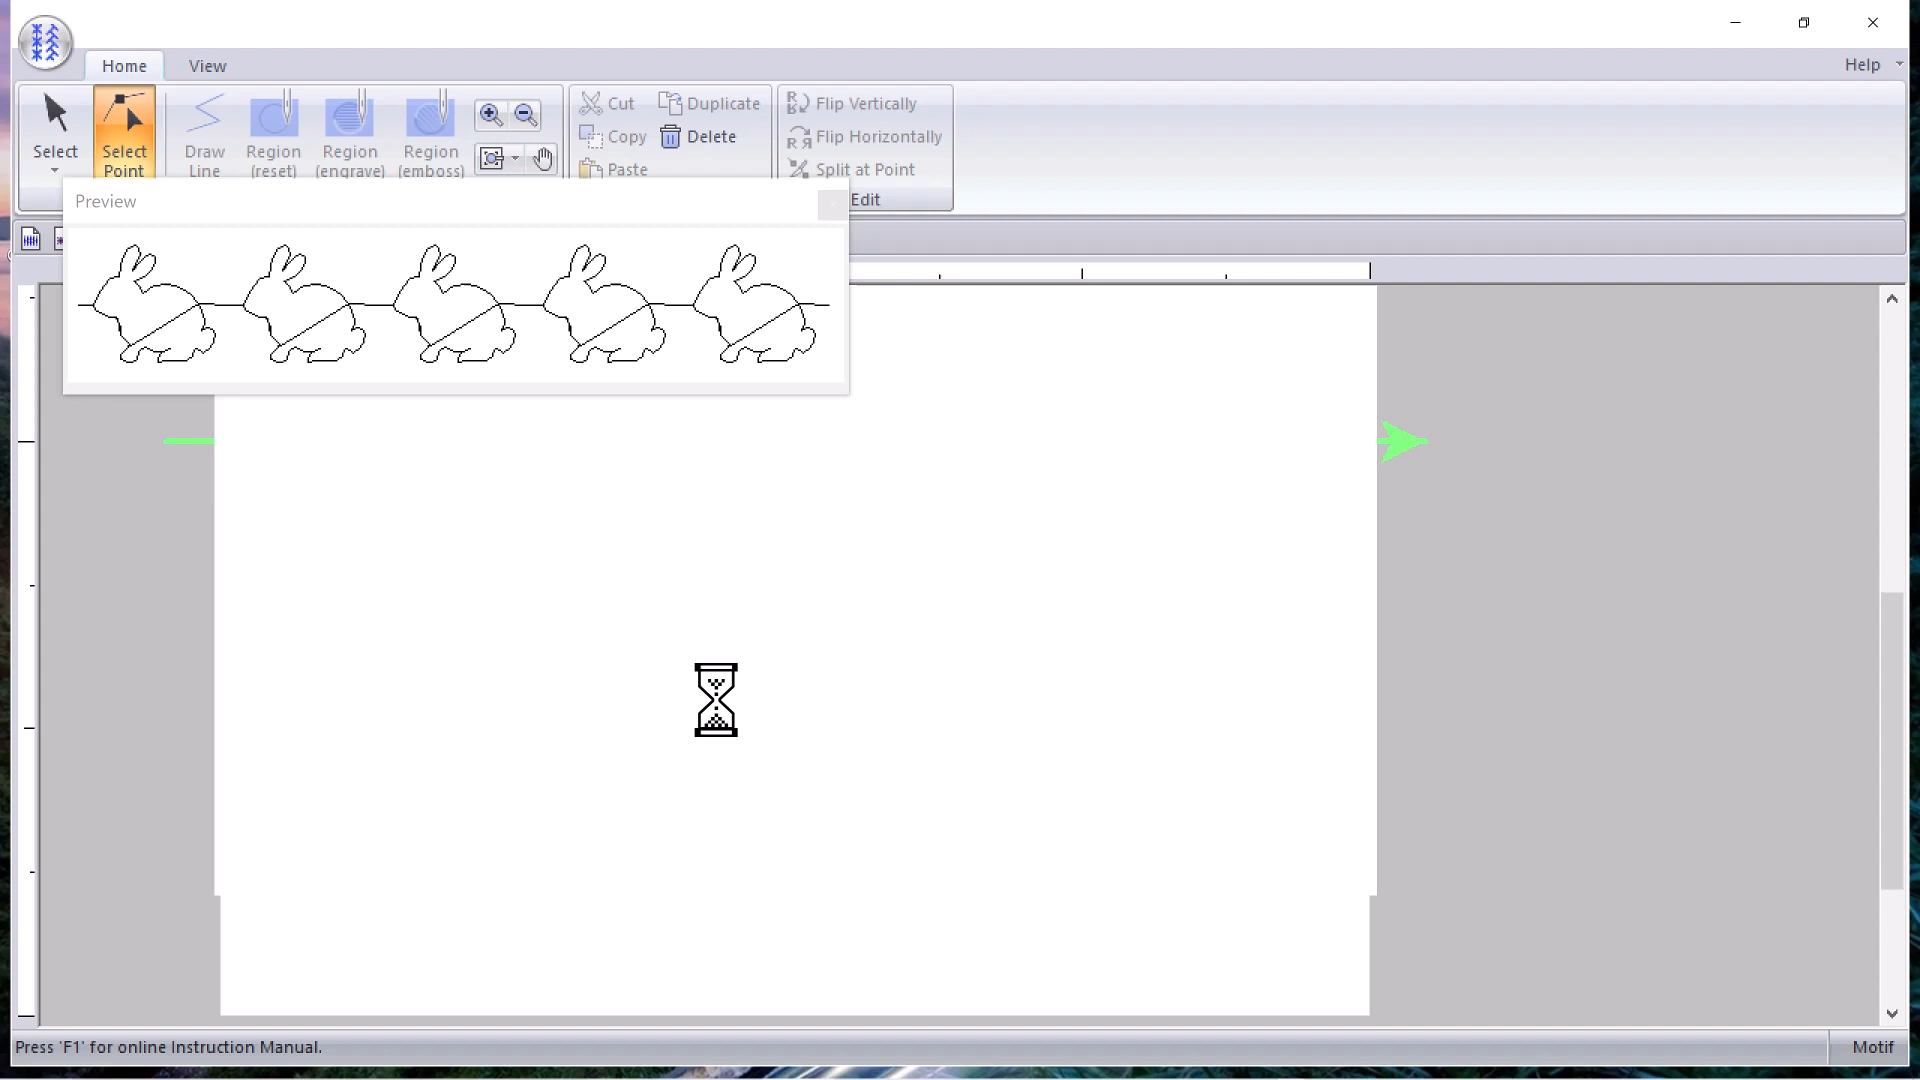 Home View Help
Select Select Point Draw Line Region (reset) Region (engrave) Region (emboss)
Cut Duplicate
Copy Delete
Paste
Flip Vertically
Flip Horizontally
Split at Point
Edit
Preview
Press 'F1' for online Instruction Manual. Motif